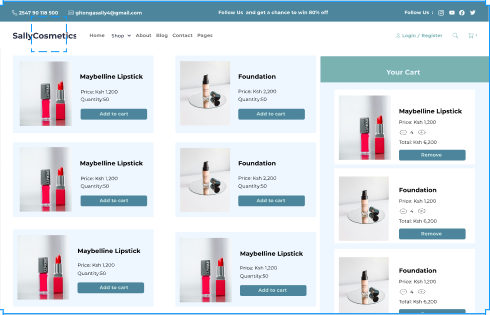 2547 90 118 500
ghongasally4@gmail.com
Follow Us and get a chance to win 80% off
Follow Us :
SallyCosmetics
Home
Shop
About
Blog
Contact
Pages
Login / Register
1
Maybelline Lipstick
Price: Ksh 1,200
Quantity:50
Add to cart
Foundation
Price: Ksh 2,200
Quantity:50
Add to cart
Maybelline Lipstick
Price: Ksh 1,200
Quantity:50
Add to cart
Foundation
Price: Ksh 2,200
Quantity:50
Add to cart
Maybelline Lipstick
Price: Ksh 1,200
Quantity:50
Add to cart
Maybelline Lipstick
Price: Ksh 1,200
Quantity:50
Add to cart
Your Cart
Maybelline Lipstick
Price: Ksh 1,200
4
Total: Ksh 6,200
Remove
Foundation
Price: Ksh 1,200
4
Total: Ksh 6,200
Remove
Foundation
Price: Ksh 1,200
4
Total: Ksh 6,200